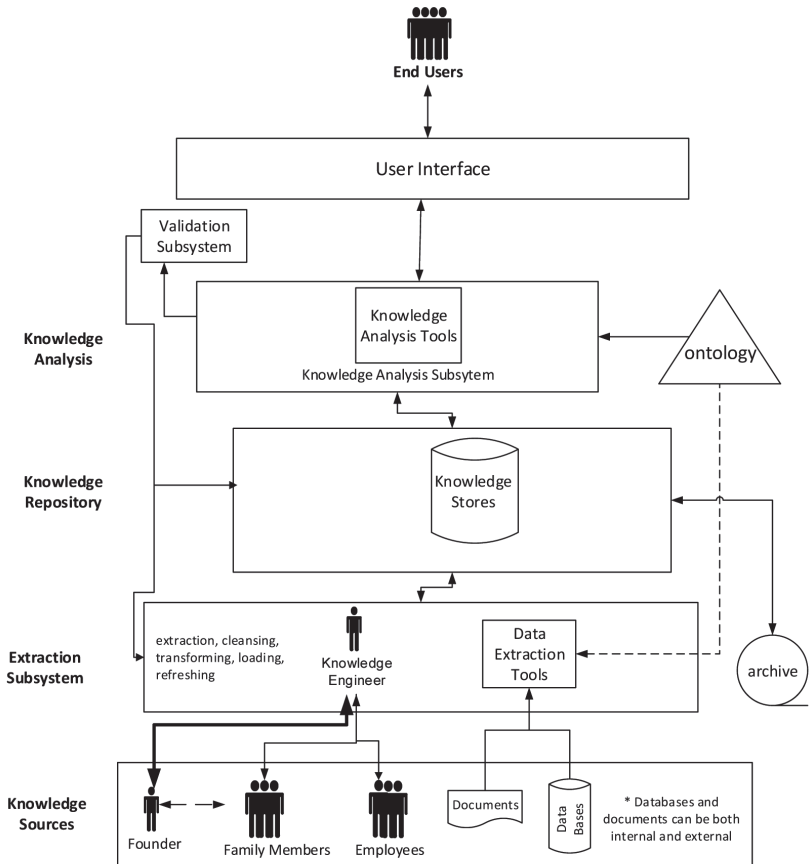 End Users
User Interface
Validation
Subsystem
Knowledge
Analysis Tools
Knowledge Analysis Subsytem
Knowledge
Analysis
ontology
Knowledge
Repository
Knowledge
Stores
extraction, cleansing,
transforming, loading,
refreshing
Knowledge
Engineer
Data
Extraction
Tools
Extraction
Subsystem
archive
Knowledge
Sources
Founder
Family Members
Employees
Documents
Data
Bases
* Databases and
documents can be both
internal and external